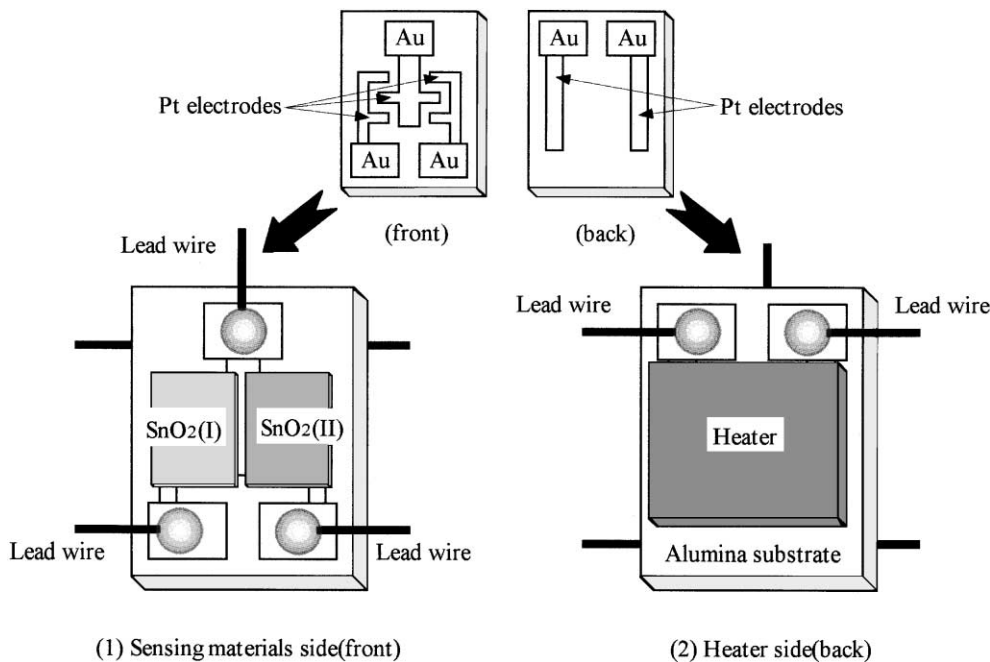 Au
Au
Au
Pt electrodes
Pt electrodes
Au
Au
(front)
(back)
Lead wire
Lead wire
Lead wire
SnO2(I)
SnO2(II)
Heater
Lead wire
Lead wire
Alumina substrate
(1) Sensing materials side(front)
(2) Heater side(back)